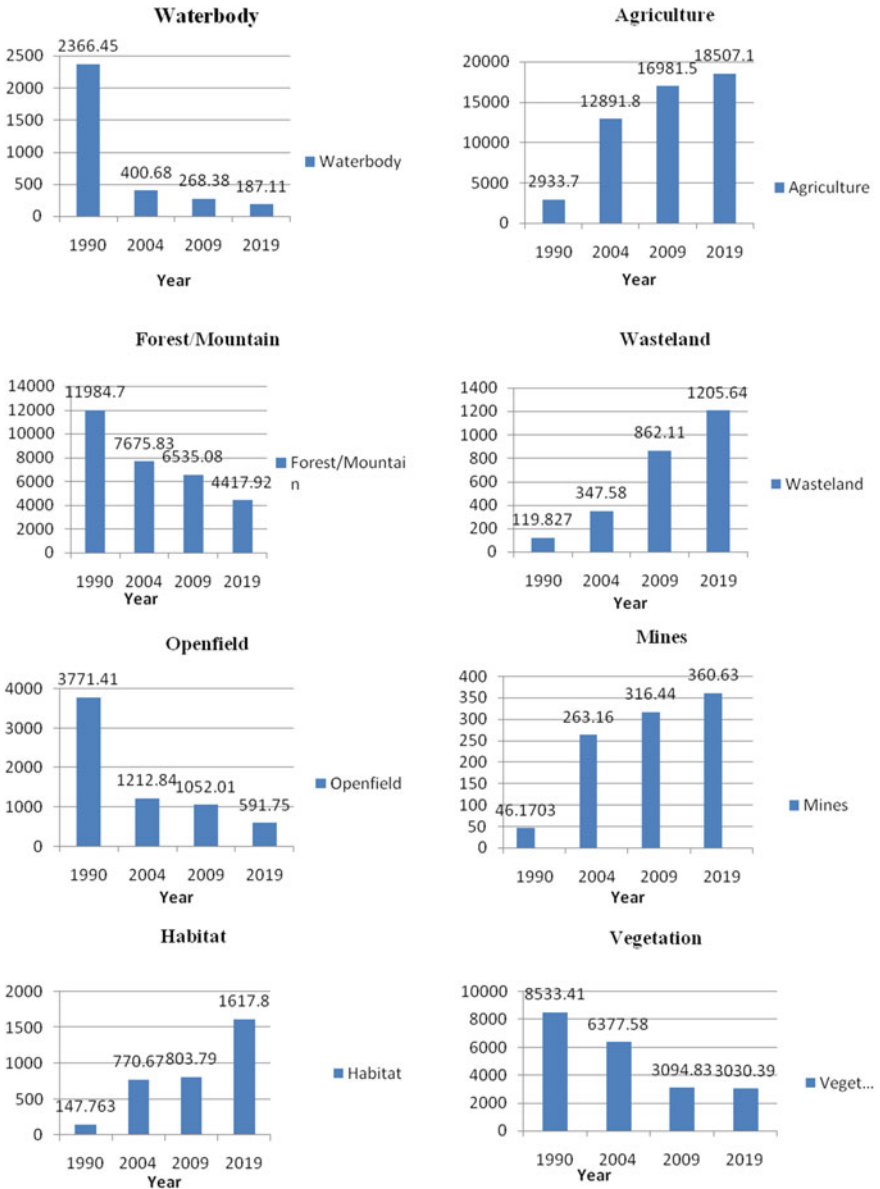 Waterbody
2366.45
2500
2000
1500
1000
500
0
400.68
268.38
187.11
Waterbody
1990 2004 2009 2019
Year
Agriculture
20000
15000
10000
5000
0
2933.7
12891.8
16981.5
18507.1
Agriculture
1990 2004 2009 2019
Year
Forest/Mountain
14000
12000
10000
8000
6000
4000
2000
0
11984.7
7675.83
6535.08
4417.92
Forest/Mountai
n
1990 2004 2009 2019
Year
Wasteland
1400
1200
1000
800
600
400
200
0
119.827
347.58
862.11
1205.64
Wasteland
1990 2004 2009 2019
Year
Openfield
4000
3000
2000
1000
0
3771.41
1212.84
1052.01
591.75
Openfield
1990 2004 2009 2019
Year
Mines
400
350
300
250
200
150
100
50
0
46.1703
263.16
316.44
360.63
Mines
1990 2004 2009 2019
Year
Habitat
2000
1500
1000
500
0
147.763
770.67
803.79
1617.8
Habitat
1990 2004 2009 2019
Year
Vegetation
10000
8000
6000
4000
2000
0
8533.41
6377.58
3094.83
3030.39
Veget...
1990 2004 2009 2019
Year